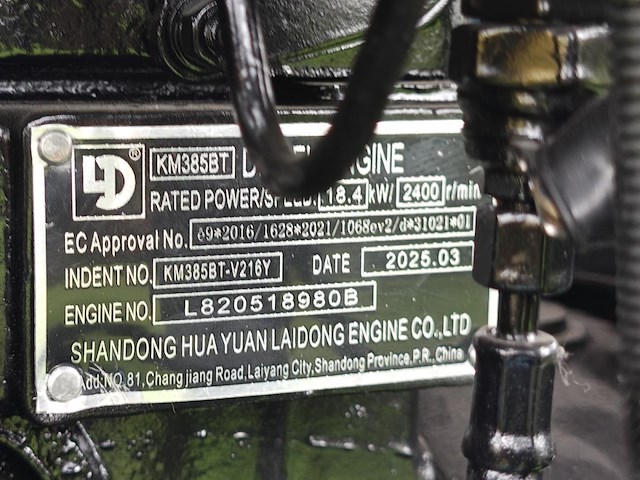 LD ® KM385BT D ENGINE
RATED POWER/SPEED 18.4 kW/ 2400 r/min
EC Approval No. e9*2016/1628*2021/1068ev2/d*31021*01
INDENT NO. KM385BT-V216Y DATE 2025.03
ENGINE NO. L820518980B
SHANDONG HUA YUAN LAIDONG ENGINE CO.,LTD
Add:NO 81,Changjiang Road,Laiyang City,Shandong Province,P.R. China